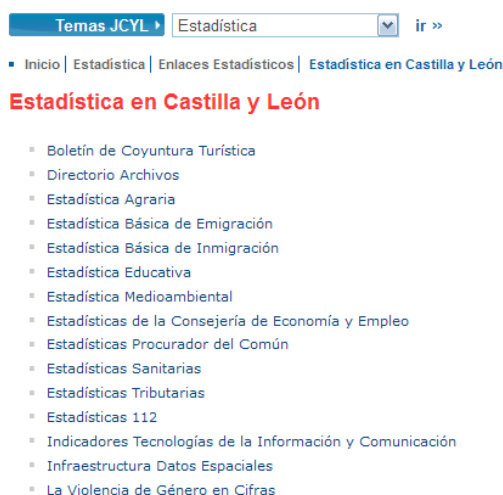 Temas JCYL Estadística ir »
Inicio | Estadística | Enlaces Estadísticos | Estadística en Castilla y León
Estadística en Castilla y León
Boletín de Coyuntura Turística
Directorio Archivos
Estadística Agraria
Estadística Básica de Emigración
Estadística Básica de Inmigración
Estadística Educativa
Estadística Medioambiental
Estadísticas de la Consejería de Economía y Empleo
Estadísticas Procurador del Común
Estadísticas Sanitarias
Estadísticas Tributarias
Estadísticas 112
Indicadores Tecnologías de la Información y Comunicación
Infraestructura Datos Espaciales
La Violencia de Género en Cifras